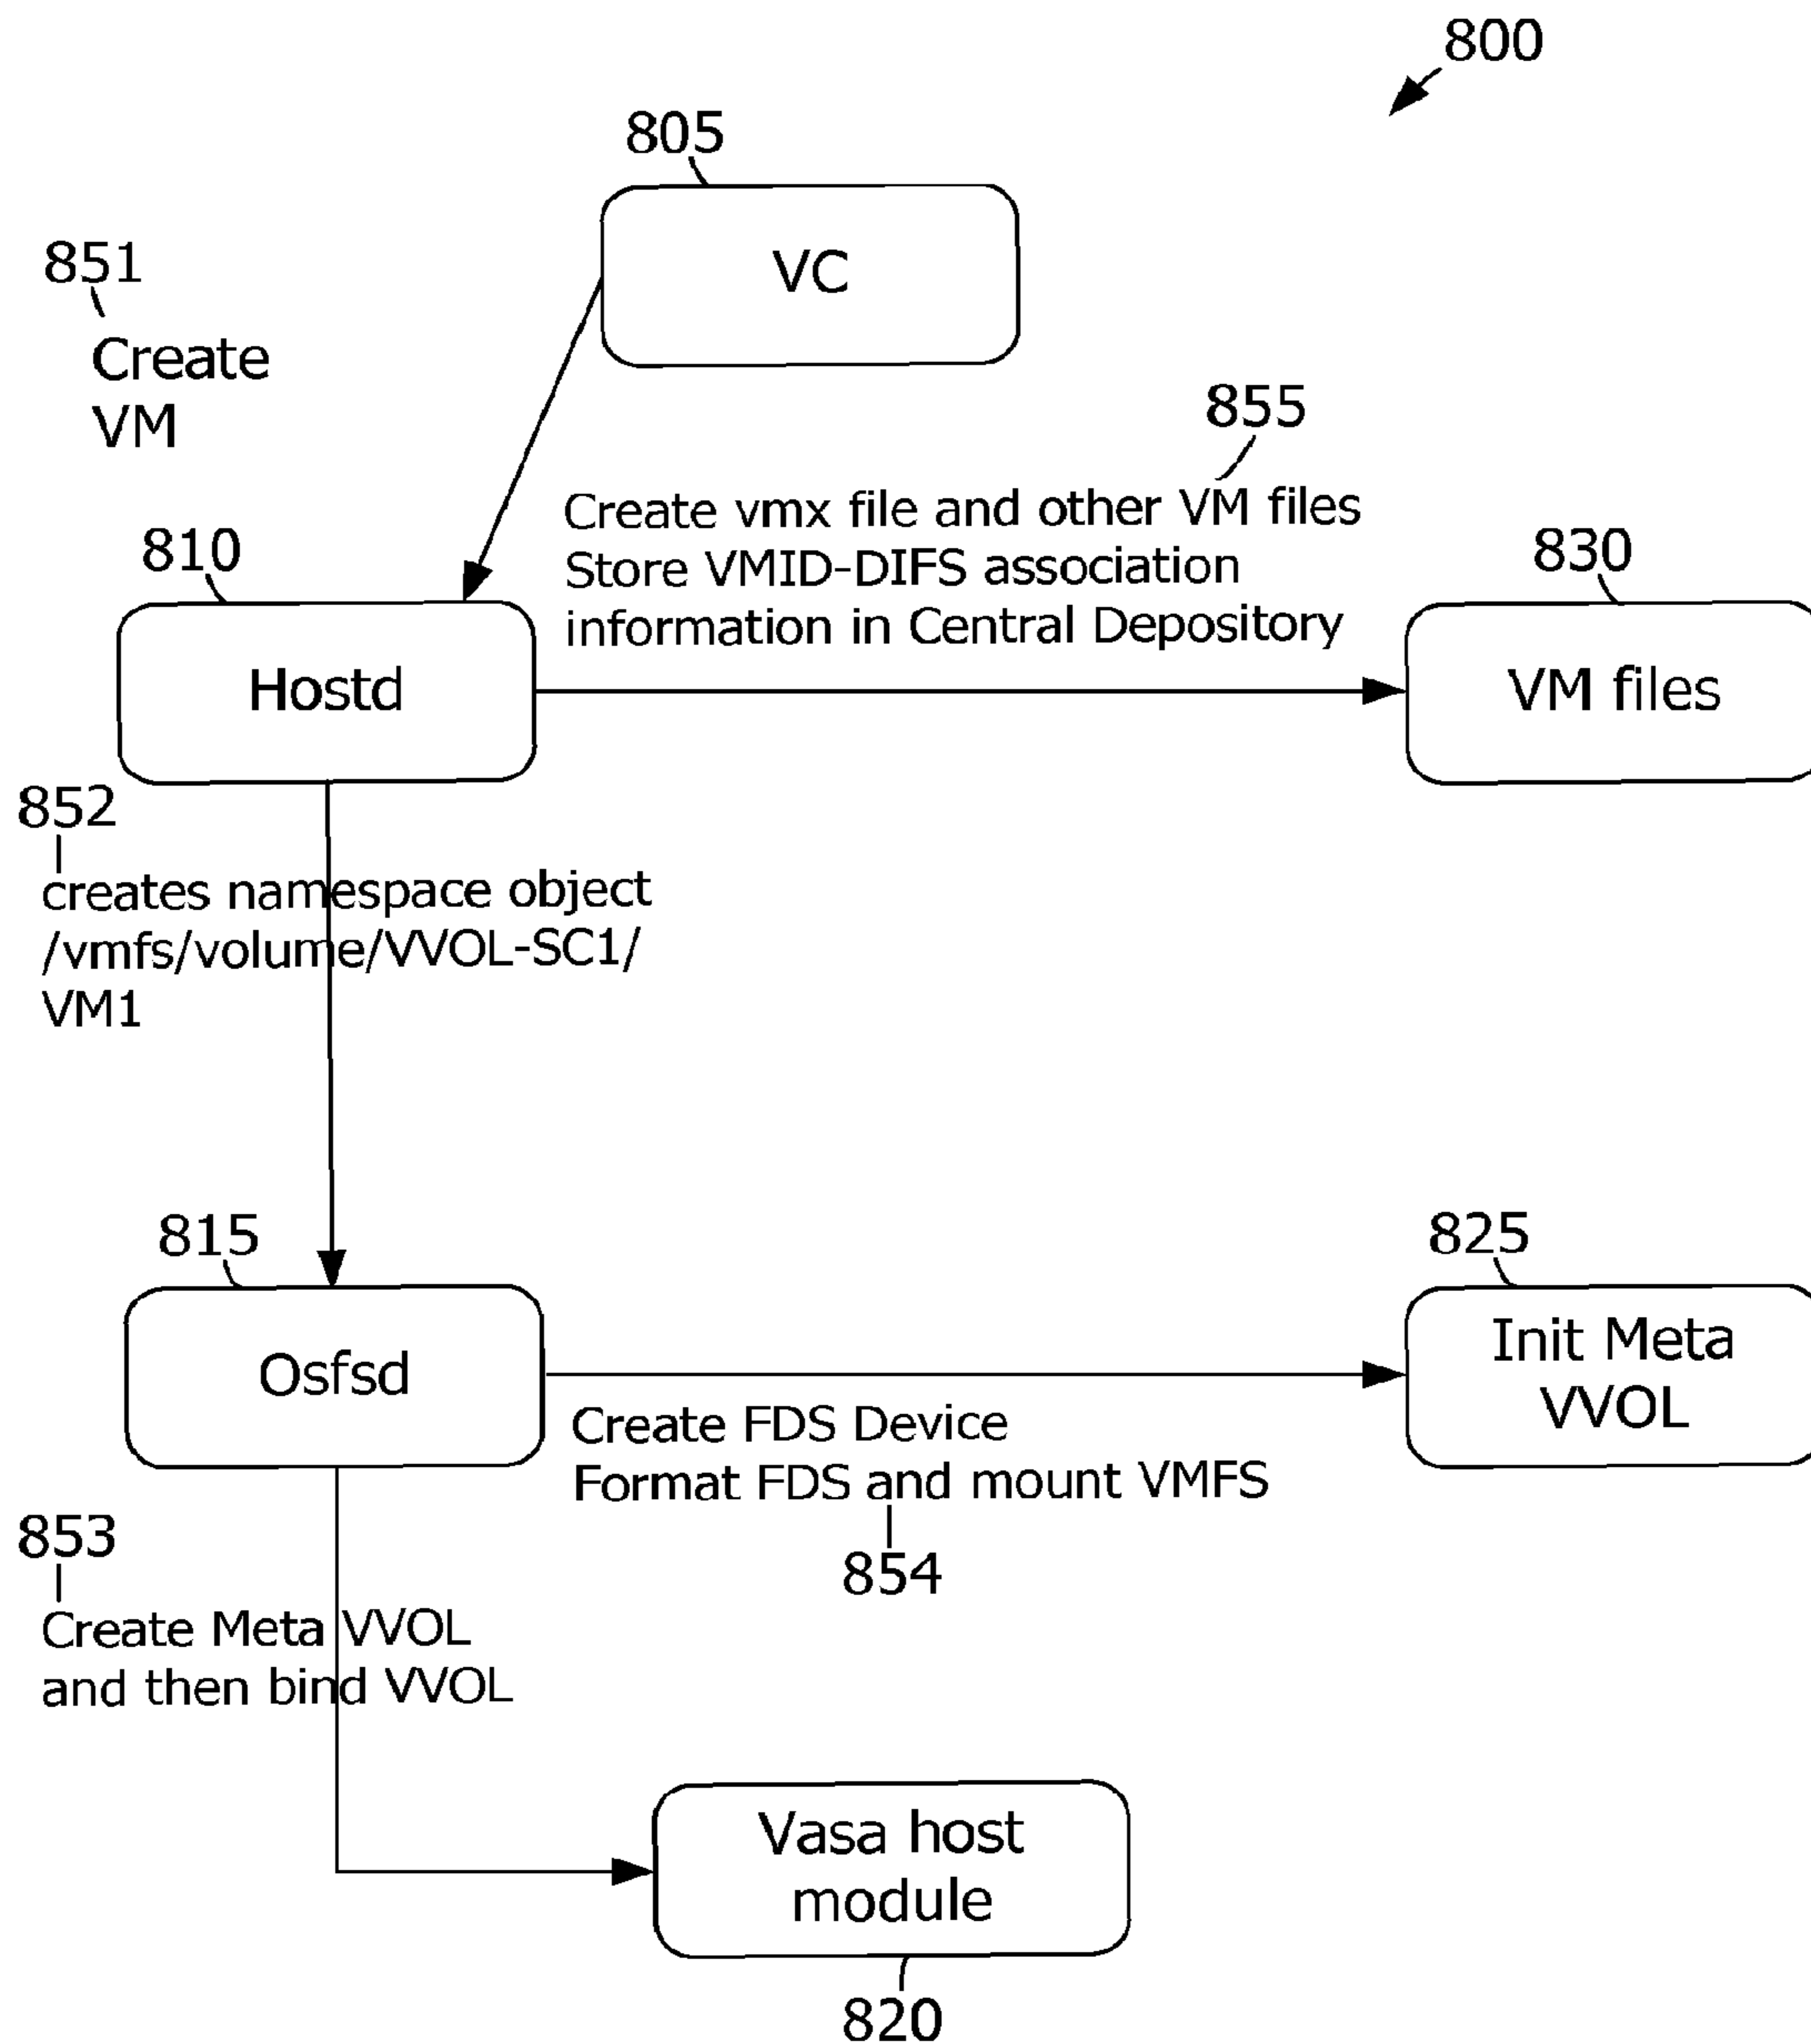 800
805
VC
851
Create
VM
855
Create vmx file and other VM files
Store VMID-DIFS association
information in Central Depository
810
Hostd
830
VM files
852
creates namespace object
/vmfs/volume/VVOL-SC1/
VM1
815
Osfsd
825
Init Meta
VVOL
Create FDS Device
Format FDS and mount VMFS
854
853
Create Meta VVOL
and then bind VVOL
Vasa host
module
820